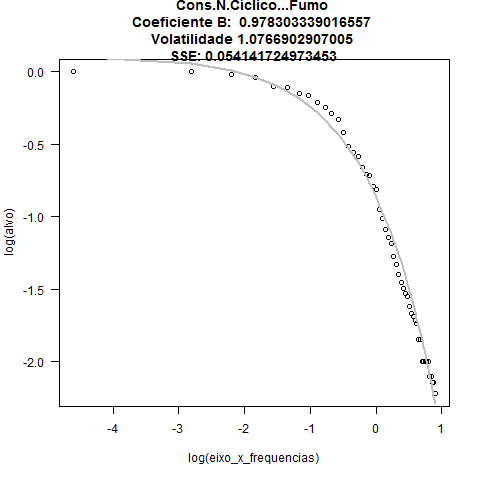 Cons.N.Ciclico...Fumo
Coeficiente B:  0.978303339016557
Volatilidade 1.0766902907005
SSE: 0.054141724973453
log(alvo)
0.0
-0.5
-1.0
-1.5
-2.0
-4
-3
-2
-1
0
1
log(eixo_x_frequencias)